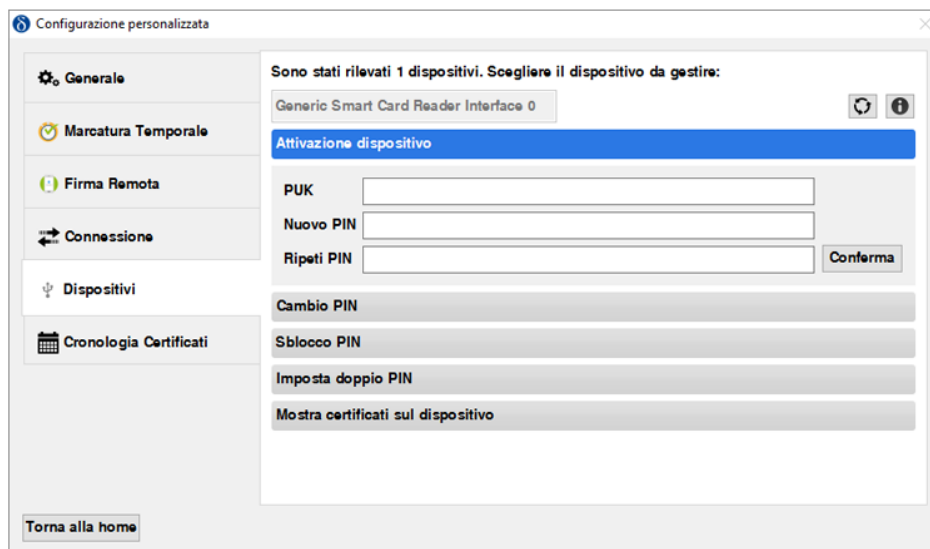 Configurazione personalizzata
Generale
Marcatura Temporale
Firma Remota
Connessione
Dispositivi
Cronologia Certificati
Sono stati rilevati 1 dispositivi. Scegliere il dispositivo da gestire:
Generic Smart Card Reader Interface 0
Attivazione dispositivo
PUK
Nuovo PIN
Ripeti PIN
Conferma
Cambio PIN
Sblocco PIN
Imposta doppio PIN
Mostra certificati sul dispositivo
Torna alla home